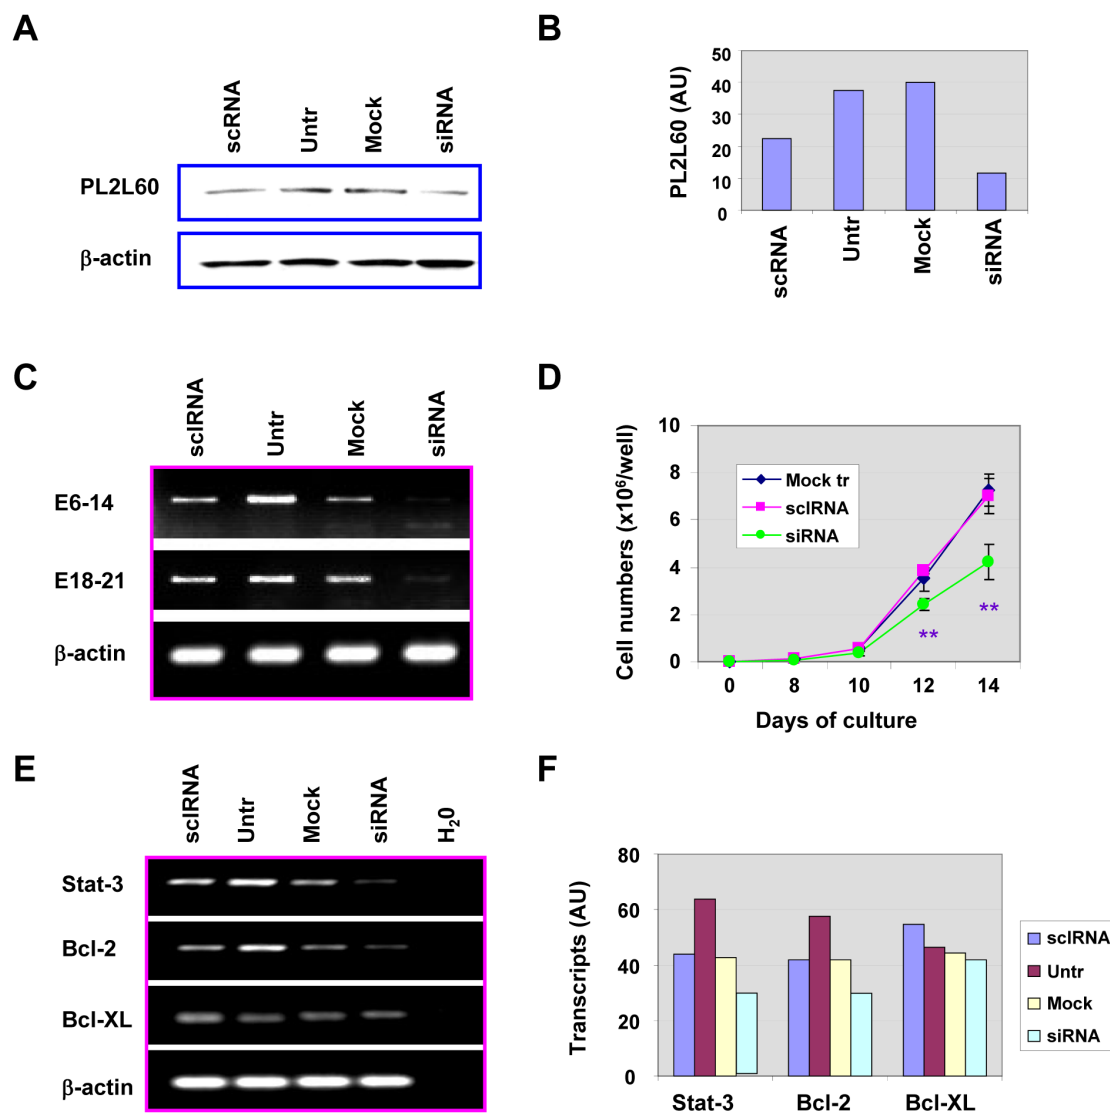 A
scRNA
Untr
Mock
siRNA
PL2L60
β-actin
B
PL2L60 (AU)
50
40
30
20
10
0
scRNA
Untr
Mock
siRNA
C
sclRNA
Untr
Mock
siRNA
E6-14
E18-21
β-actin
D
Cell numbers (x10⁶/well)
10
8
6
4
2
0
Mock tr
sclRNA
siRNA
**
**
0 8 10 12 14
Days of culture
E
sclRNA
Untr
Mock
siRNA
H₂0
Stat-3
Bcl-2
Bcl-XL
β-actin
F
Transcripts (AU)
80
60
40
20
0
Stat-3 Bcl-2 Bcl-XL
sclRNA
Untr
Mock
siRNA